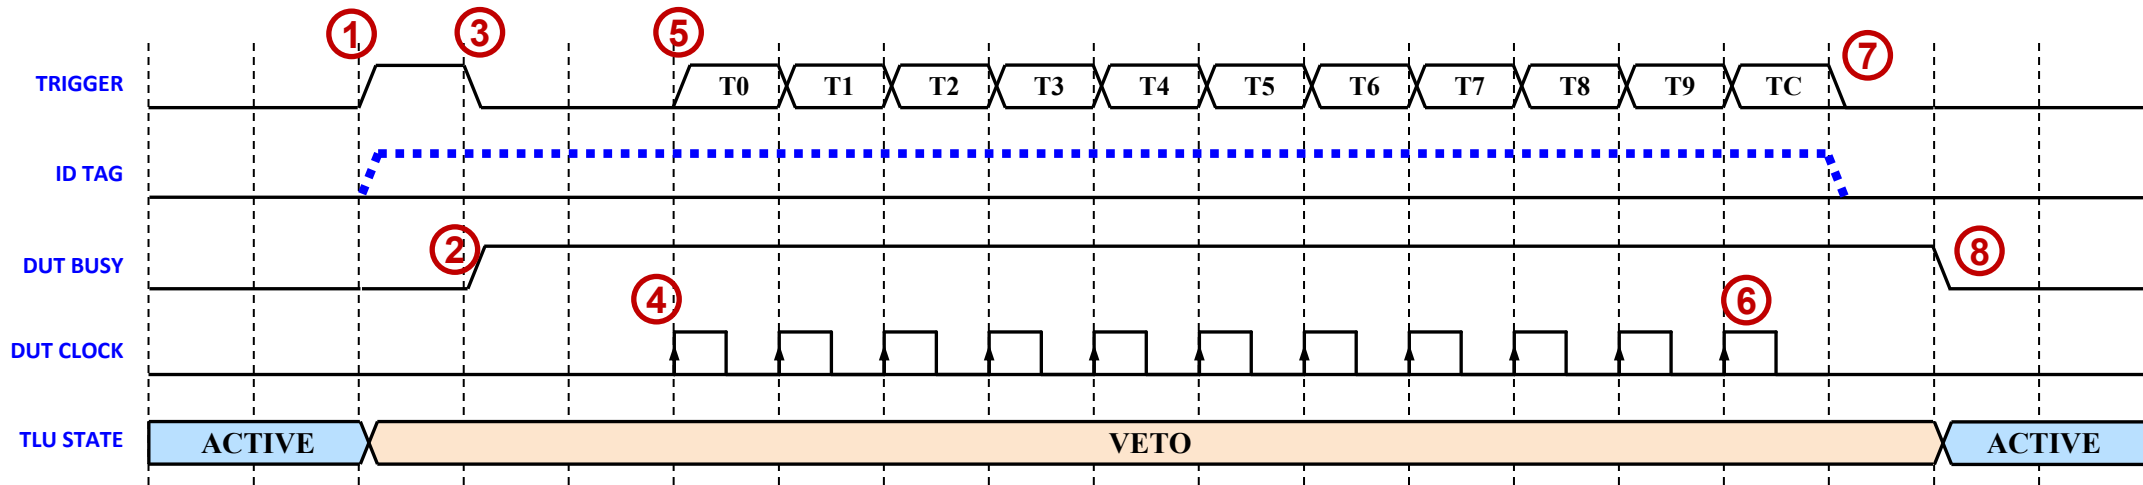 1 3 5 7
TRIGGER T0 T1 T2 T3 T4 T5 T6 T7 T8 T9 TC
ID TAG
2 8
DUT BUSY
4 6
DUT CLOCK
TLU STATE ACTIVE VETO ACTIVE